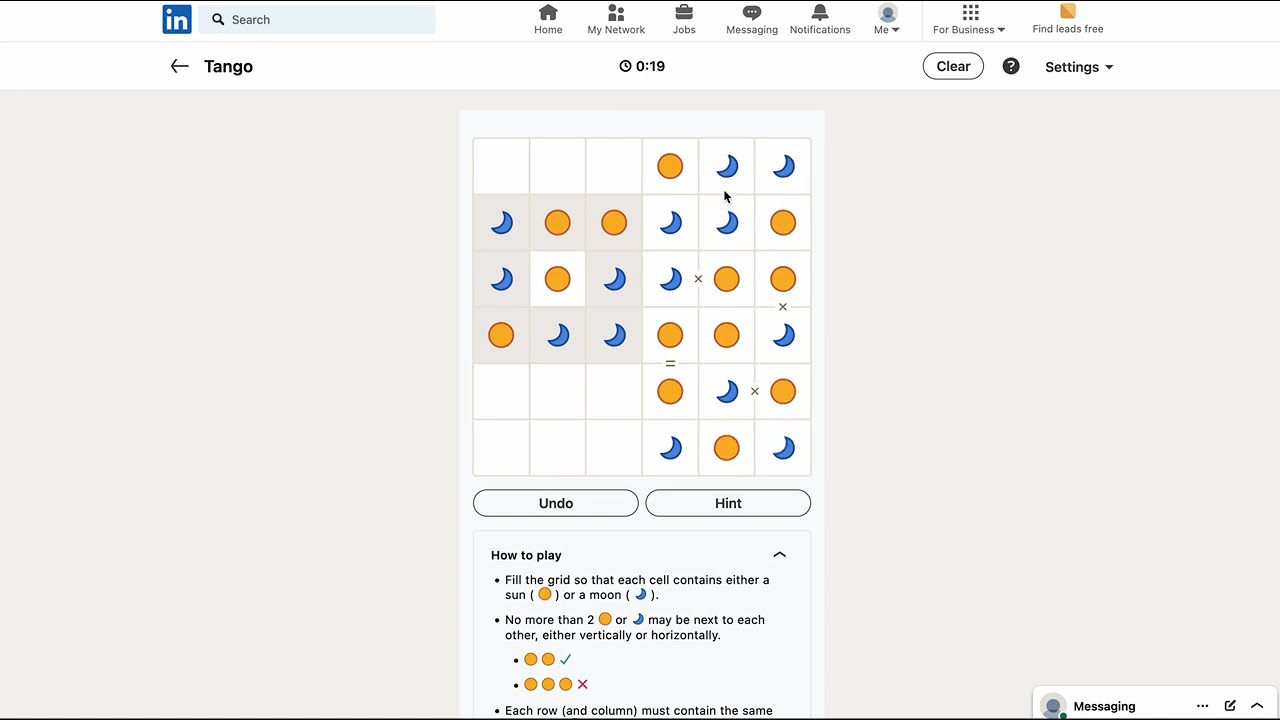 in
Search
Home
My Network
Jobs
Messaging
Notifications
Me
For Business
Find leads free
Tango
0:19
Clear
?
Settings
×
×
=
×
Undo
Hint
How to play
• Fill the grid so that each cell contains either a
sun ( ) or a moon ( ).
• No more than 2 or may be next to each
other, either vertically or horizontally.
• Each row (and column) must contain the same
Messaging